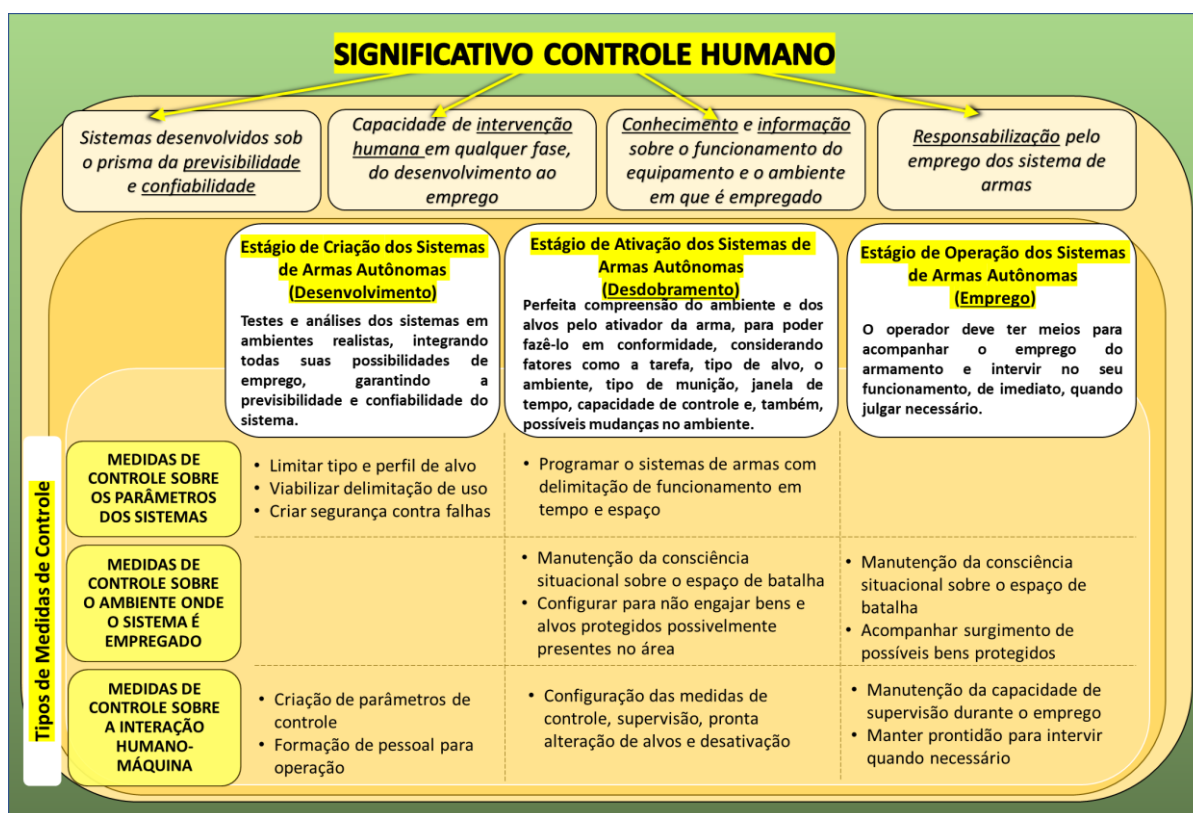 SIGNIFICATIVO CONTROLE HUMANO
Sistemas desenvolvidos sob
o prisma da previsibilidade
e confiabilidade
Capacidade de intervenção
humana em qualquer fase,
do desenvolvimento ao
emprego
Conhecimento e informação
sobre o funcionamento do
equipamento e o ambiente
em que é empregado
Responsabilização pelo
emprego dos sistema de
armas
Estágio de Criação dos Sistemas
de Armas Autônomas
(Desenvolvimento)
Testes e análises dos sistemas em
ambientes realistas, integrando
todas suas possibilidades de
emprego, garantindo a
previsibilidade e confiabilidade do
sistema.
Estágio de Ativação dos Sistemas de
Armas Autônomas
(Desdobramento)
Perfeita compreensão do ambiente e dos
alvos pelo ativador da arma, para poder
fazê-lo em conformidade, considerando
fatores como a tarefa, tipo de alvo, o
ambiente, tipo de munição, janela de
tempo, capacidade de controle e, também,
possíveis mudanças no ambiente.
Estágio de Operação dos Sistemas
de Armas Autônomas
(Emprego)
O operador deve ter meios para
acompanhar o emprego do
armamento e intervir no seu
funcionamento, de imediato, quando
julgar necessário.
Tipos de Medidas de Controle
MEDIDAS DE
CONTROLE SOBRE
OS PARÂMETROS
DOS SISTEMAS
• Limitar tipo e perfil de alvo
• Viabilizar delimitação de uso
• Criar segurança contra falhas
• Programar o sistemas de armas com
delimitação de funcionamento em
tempo e espaço
MEDIDAS DE
CONTROLE SOBRE
O AMBIENTE ONDE
O SISTEMA É
EMPREGADO
• Manutenção da consciência
situacional sobre o espaço de batalha
• Configurar para não engajar bens e
alvos protegidos possivelmente
presentes no área
• Manutenção da consciência
situacional sobre o espaço de
batalha
• Acompanhar surgimento de
possíveis bens protegidos
MEDIDAS DE
CONTROLE SOBRE
A INTERAÇÃO
HUMANO-
MÁQUINA
• Criação de parâmetros de
controle
• Formação de pessoal para
operação
• Configuração das medidas de
controle, supervisão, pronta
alteração de alvos e desativação
• Manutenção da capacidade de
supervisão durante o emprego
• Manter prontidão para intervir
quando necessário